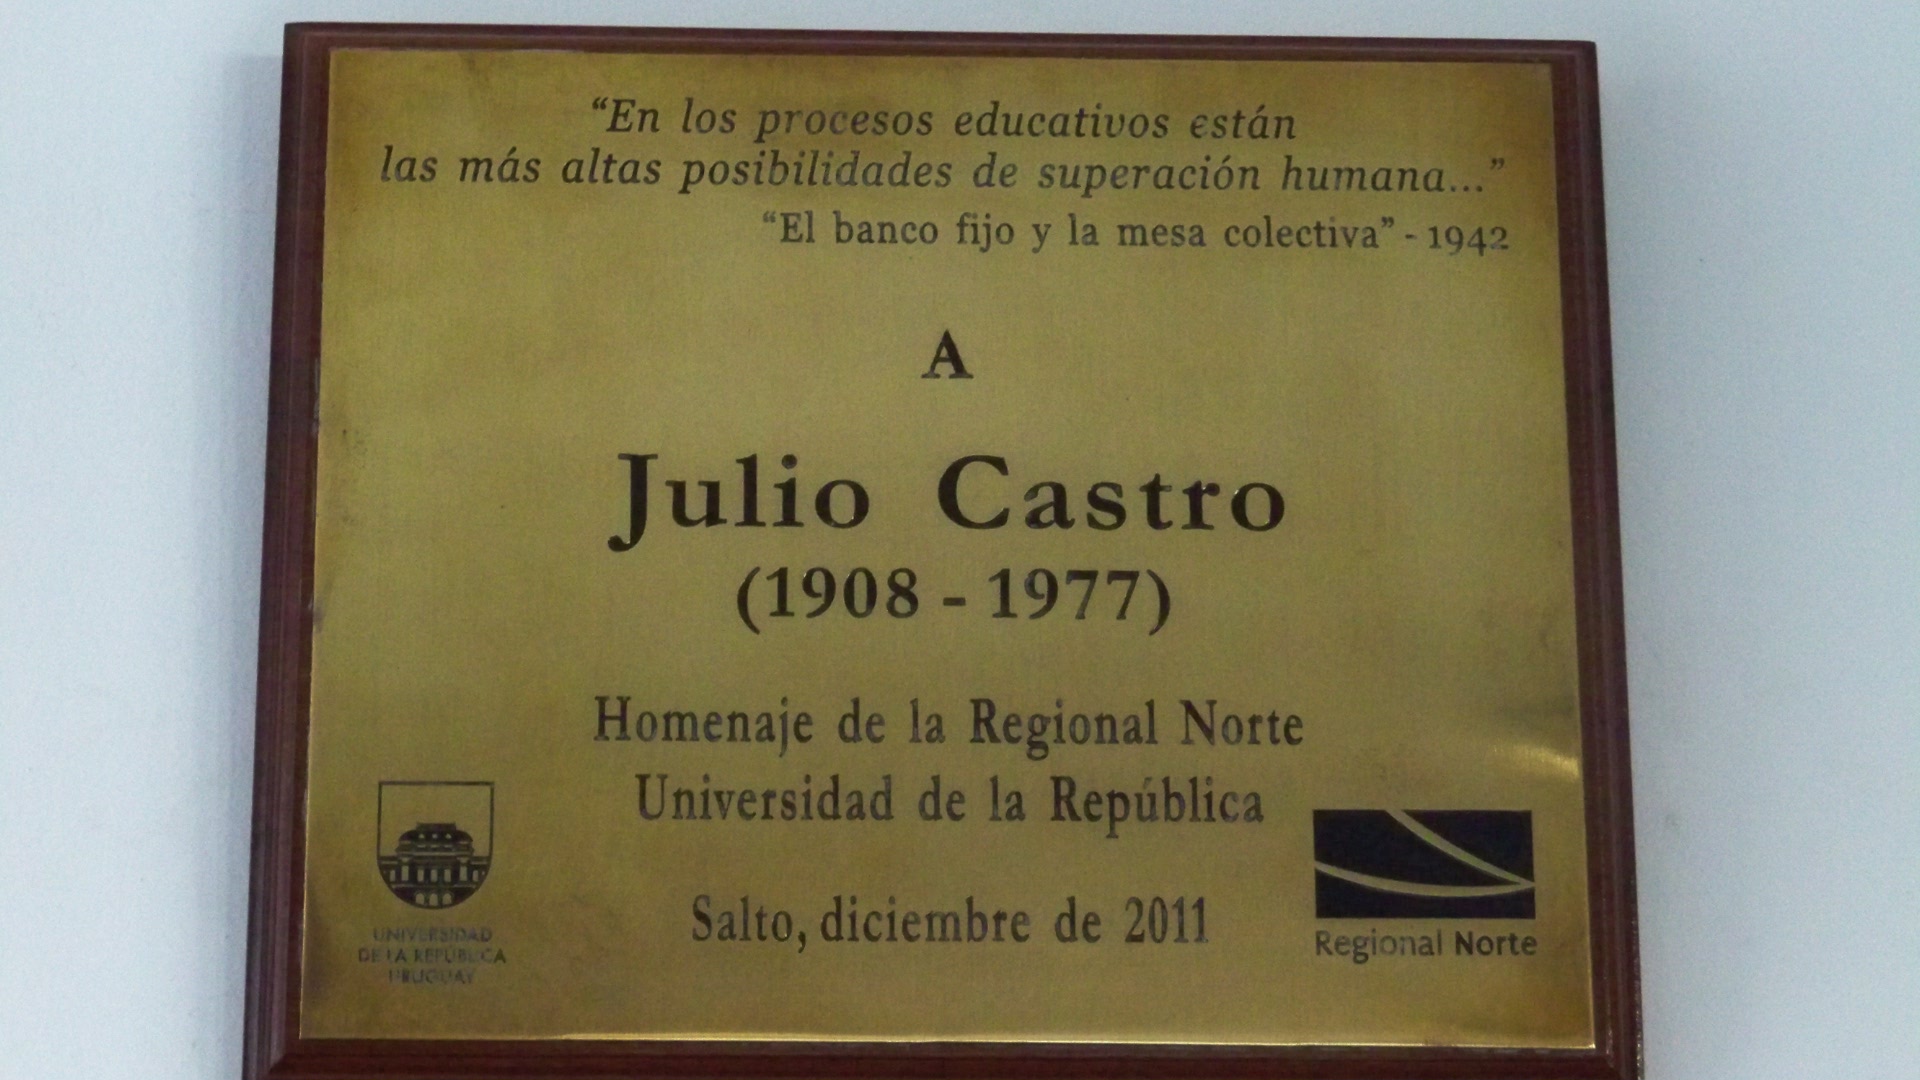 “En los procesos educativos están
las más altas posibilidades de superación humana...”
“El banco fijo y la mesa colectiva” - 1942
A
Julio Castro
(1908 - 1977)
Homenaje de la Regional Norte
Universidad de la República
Salto, diciembre de 2011
UNIVERSIDAD
DE LA REPÚBLICA
URUGUAY
Regional Norte